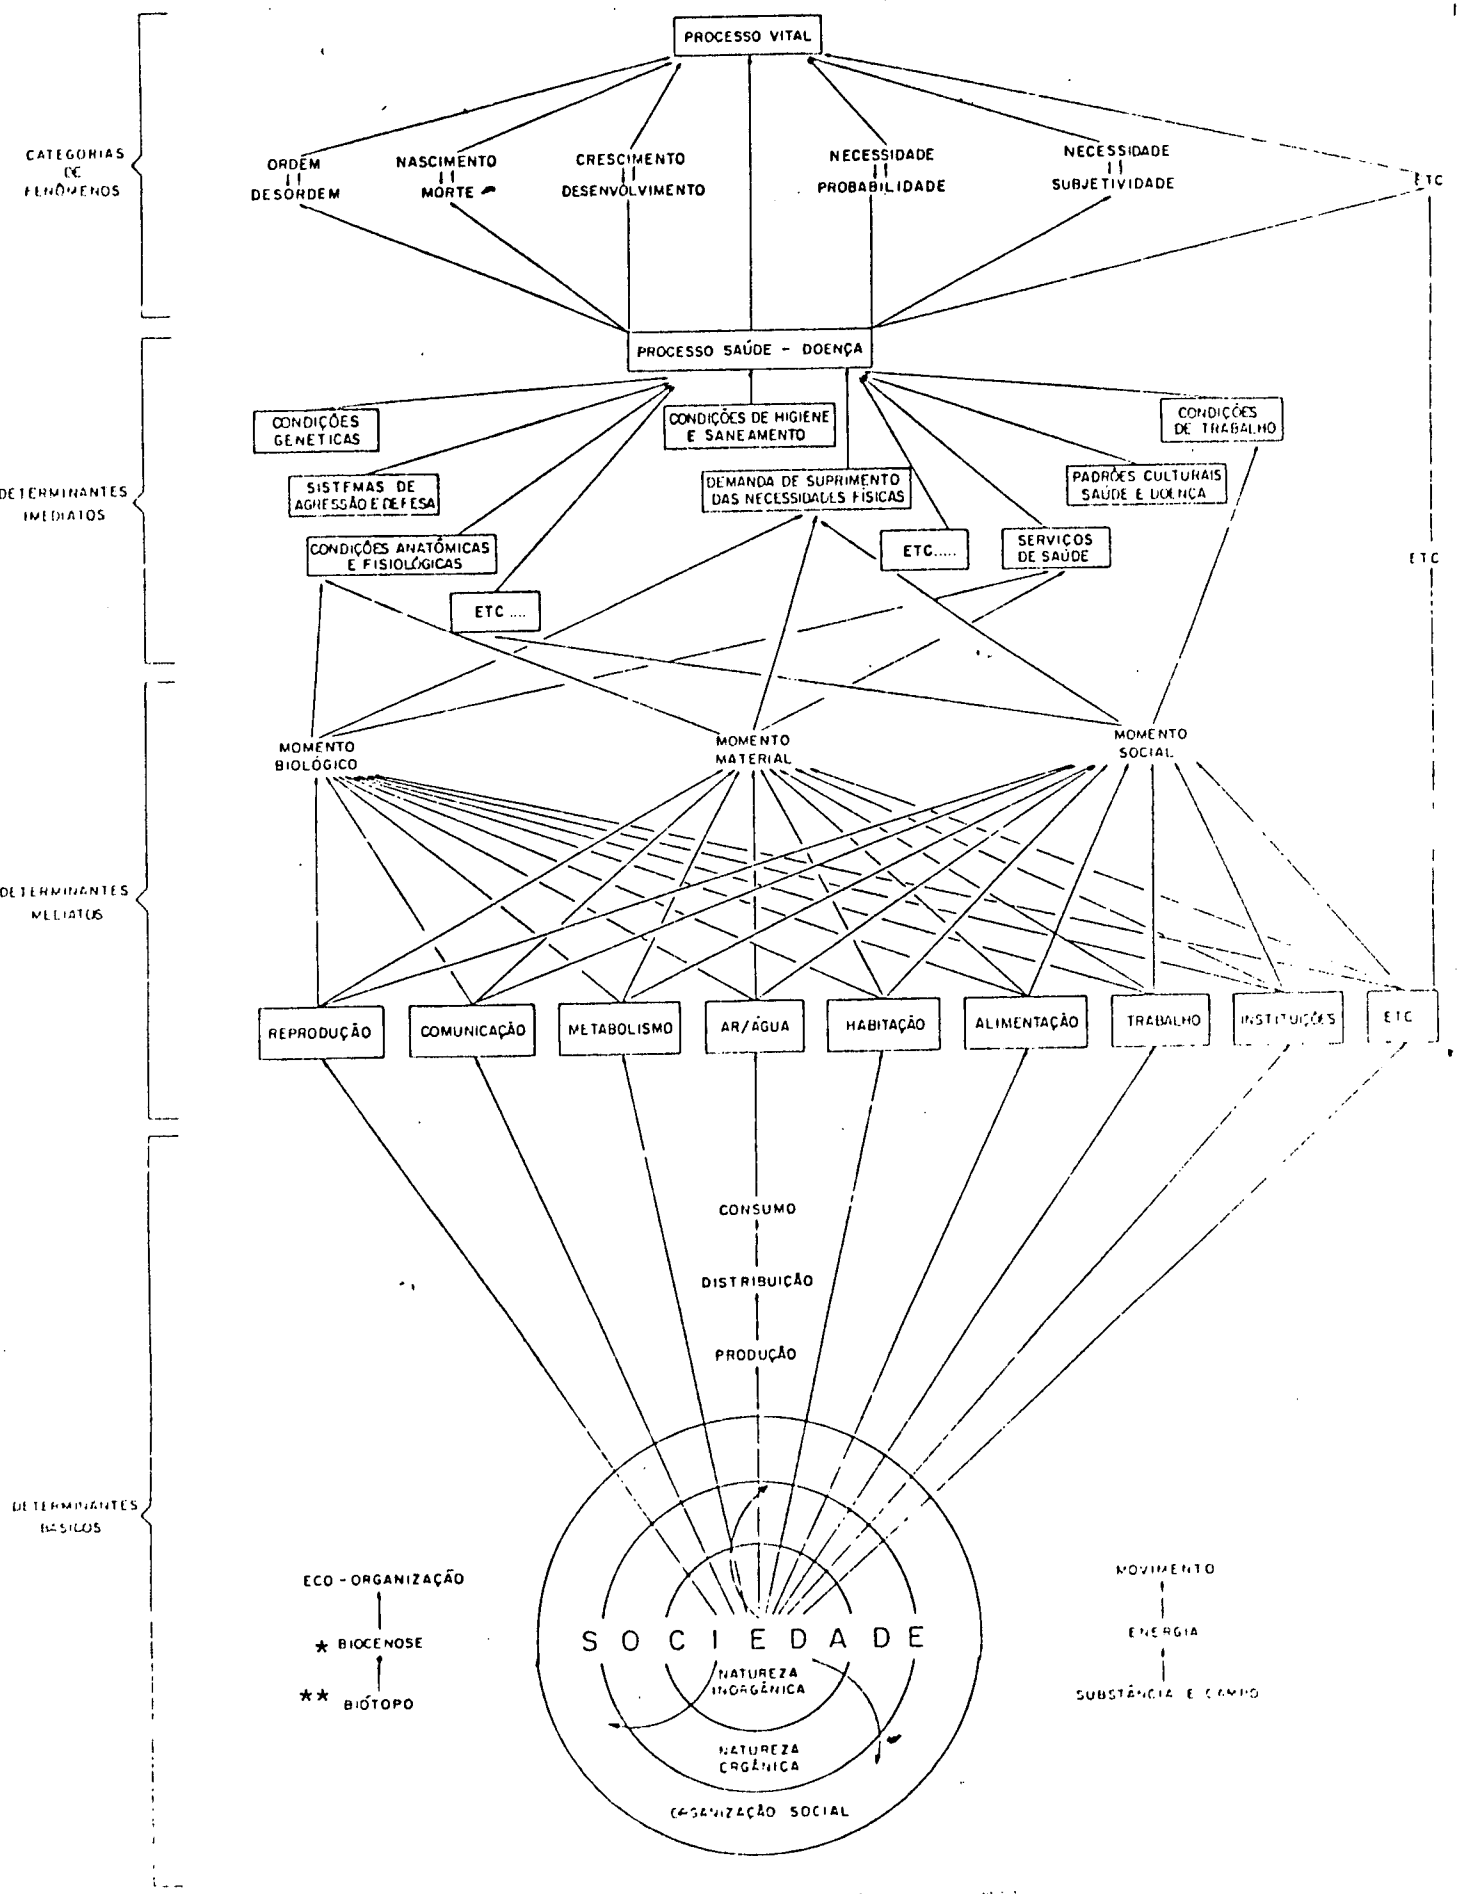 PROCESSO VITAL
CATEGORIAS
DE
FENÔMENOS
ORDEM
DESORDEM
NASCIMENTO
MORTE
CRESCIMENTO
DESENVOLVIMENTO
NECESSIDADE
PROBABILIDADE
NECESSIDADE
SUBJETIVIDADE
ETC
PROCESSO SAÚDE - DOENÇA
DETERMINANTES
IMEDIATOS
CONDIÇÕES
GENÉTICAS
CONDIÇÕES DE HIGIENE
E SANEAMENTO
CONDIÇÕES
DE TRABALHO
SISTEMAS DE
AGRESSÃO E DEFESA
DEMANDA DE SUPRIMENTO
DAS NECESSIDADES FÍSICAS
PADRÕES CULTURAIS
SAÚDE E DOENÇA
CONDIÇÕES ANATÔMICAS
E FISIOLÓGICAS
ETC.....
SERVIÇOS
DE SAÚDE
ETC
ETC ....
MOMENTO
BIOLÓGICO
MOMENTO
MATERIAL
MOMENTO
SOCIAL
DETERMINANTES
MEDIATOS
REPRODUÇÃO
COMUNICAÇÃO
METABOLISMO
AR/ÁGUA
HABITAÇÃO
ALIMENTAÇÃO
TRABALHO
INSTITUIÇÕES
ETC
CONSUMO
DISTRIBUIÇÃO
PRODUÇÃO
DETERMINANTES
BÁSICOS
ECO-ORGANIZAÇÃO
* BIOCENOSE
** BIÓTOPO
MOVIMENTO
ENERGIA
SUBSTÂNCIA E CAMPO
SOCIEDADE
NATUREZA
INORGÂNICA
NATUREZA
ORGÂNICA
ORGANIZAÇÃO SOCIAL